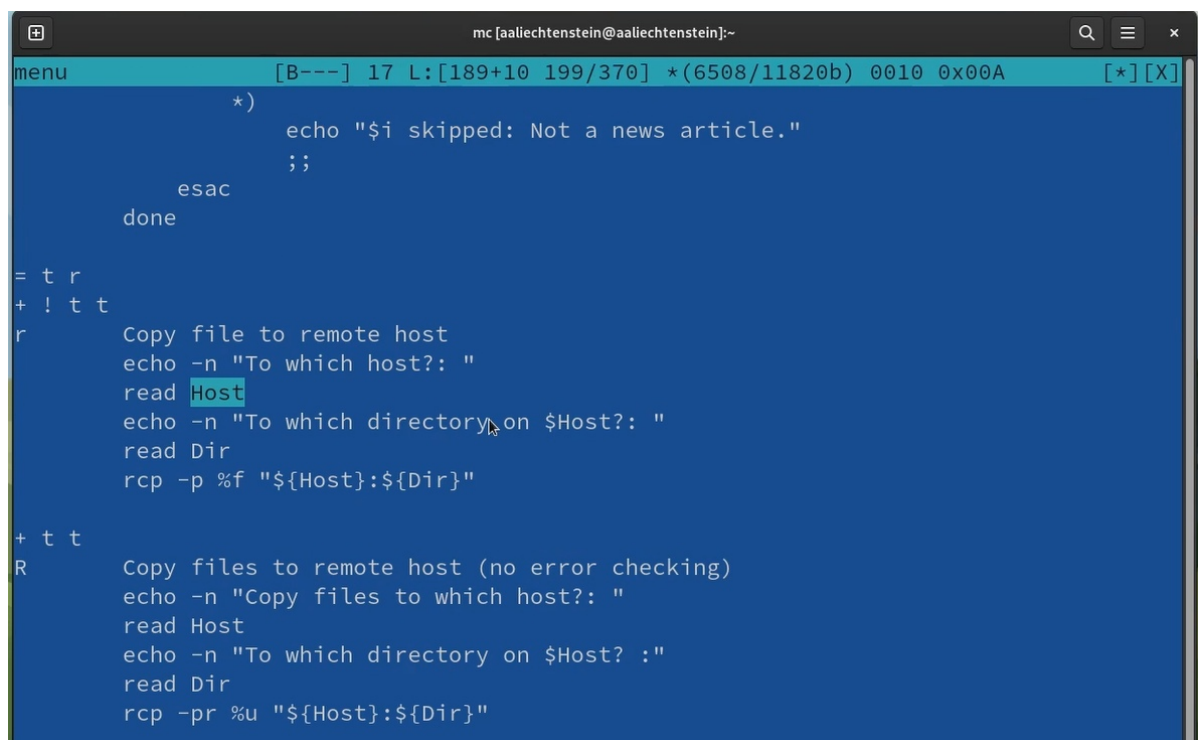 mc [aaliechtenstein@aaliechtenstein]:~
menu [B---] 17 L:[189+10 199/370] *(6508/11820b) 0010 0x00A [*][X]
*)
echo "$i skipped: Not a news article."
;;
esac
done
= t r
+ ! t t
r Copy file to remote host
echo -n "To which host?: "
read Host
echo -n "To which directory on $Host?: "
read Dir
rcp -p %f "${Host}:${Dir}"
+ t t
R Copy files to remote host (no error checking)
echo -n "Copy files to which host?: "
read Host
echo -n "To which directory on $Host? :"
read Dir
rcp -pr %u "${Host}:${Dir}"